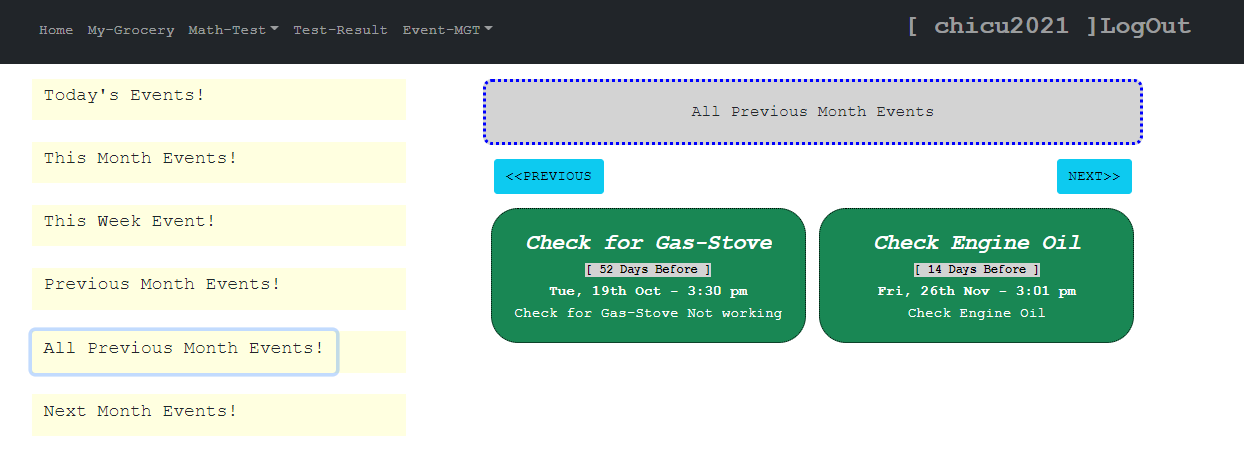 Home My-Grocery Math-Test Test-Result Event-MGT [ chicu2021 ]LogOut
Today's Events!
This Month Events!
This Week Event!
Previous Month Events!
All Previous Month Events!
Next Month Events!
All Previous Month Events
<<PREVIOUS NEXT>>
Check for Gas-Stove
[ 52 Days Before ]
Tue, 19th Oct - 3:30 pm
Check for Gas-Stove Not working
Check Engine Oil
[ 14 Days Before ]
Fri, 26th Nov - 3:01 pm
Check Engine Oil